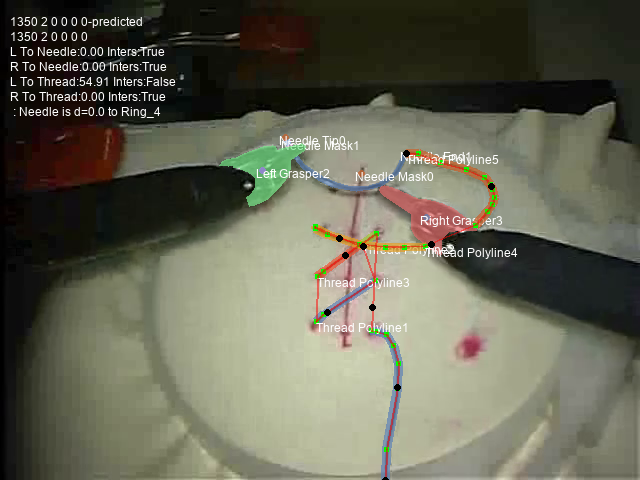 1350 2 0 0 0 0-predicted
1350 2 0 0 0 0
L To Needle:0.00 Inters:True
R To Needle:0.00 Inters:True
L To Thread:54.91 Inters:False
R To Thread:0.00 Inters:True
: Needle is d=0.0 to Ring_4
Needle Tip0
Needle Mask1
Thread Polyline5
Left Grasper2
Needle Mask0
Right Grasper3
Thread Polyline4
Thread Polyline3
Thread Polyline1